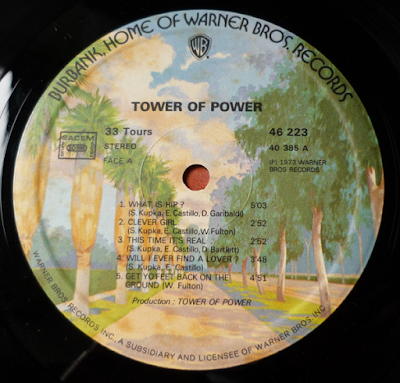 BURBANK, HOME OF WARNER BROS. RECORDS
WB
TOWER OF POWER
33 Tours
STEREO
FACE A
46 223
40 385 A
(P) 1973 WARNER
BROS RECORDS
SACEM
1. WHAT IS HIP ? 5'03
(S. Kupka, E. Castillo, D. Garibaldi)
2. CLEVER GIRL 2'52
(S. Kupka, E. Castillo, W. Fulton)
3. THIS TIME IT'S REAL 2'52
(S. Kupka, E. Castillo, D. Bartlett)
4. WILL I EVER FIND A LOVER ? 3'48
(S. Kupka, E. Castillo)
5. GET YO'FEET BACK ON THE
GROUND (W. Fulton) 4'51
Production : TOWER OF POWER
WARNER BROS RECORDS INC., A SUBSIDIARY AND LICENSEE OF WARNER BROS. INC.